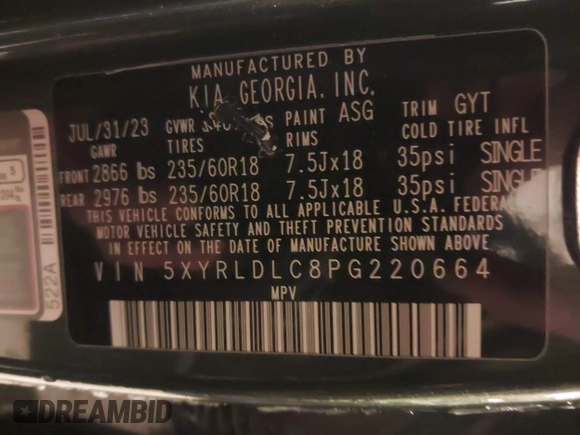 MANUFACTURED BY
KIA GEORGIA, INC.
JUL/31/23 GVWR PAINT ASG TRIM GYT
GAWR TIRES RIMS COLD TIRE INFL
FRONT 2866 lbs 235/60R18 7.5Jx18 35psi SINGLE
REAR 2976 lbs 235/60R18 7.5Jx18 35psi SINGLE
THIS VEHICLE CONFORMS TO ALL APPLICABLE U.S.A. FEDERAL
MOTOR VEHICLE SAFETY AND THEFT PREVENTION STANDARDS
IN EFFECT ON THE DATE OF MANUFACTURE SHOWN ABOVE.
VIN 5XYRLDLC8PG220664
MPV
522A
DREAMBID